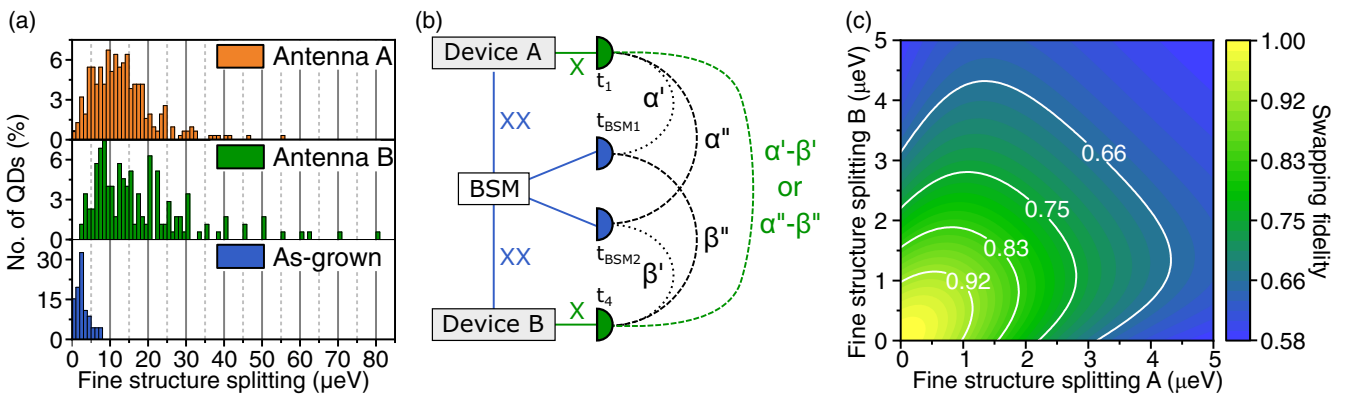 (a)
6
3
0
Antenna A
6
3
0
Antenna B
30
15
0
As-grown
No. of QDs (%)
0 10 20 30 40 50 60 70 80
Fine structure splitting (µeV)
(b)
Device A
X
t1
α'
XX
tBSM1
α''
BSM
α'-β'
or
α''-β''
tBSM2
β''
XX
β'
t4
X
Device B
(c)
5
4
3
2
1
0
Fine structure splitting B (µeV)
0.66
0.75
0.83
0.92
0 1 2 3 4 5
Fine structure splitting A (µeV)
1.00
0.92
0.83
0.75
0.66
0.58
Swapping fidelity